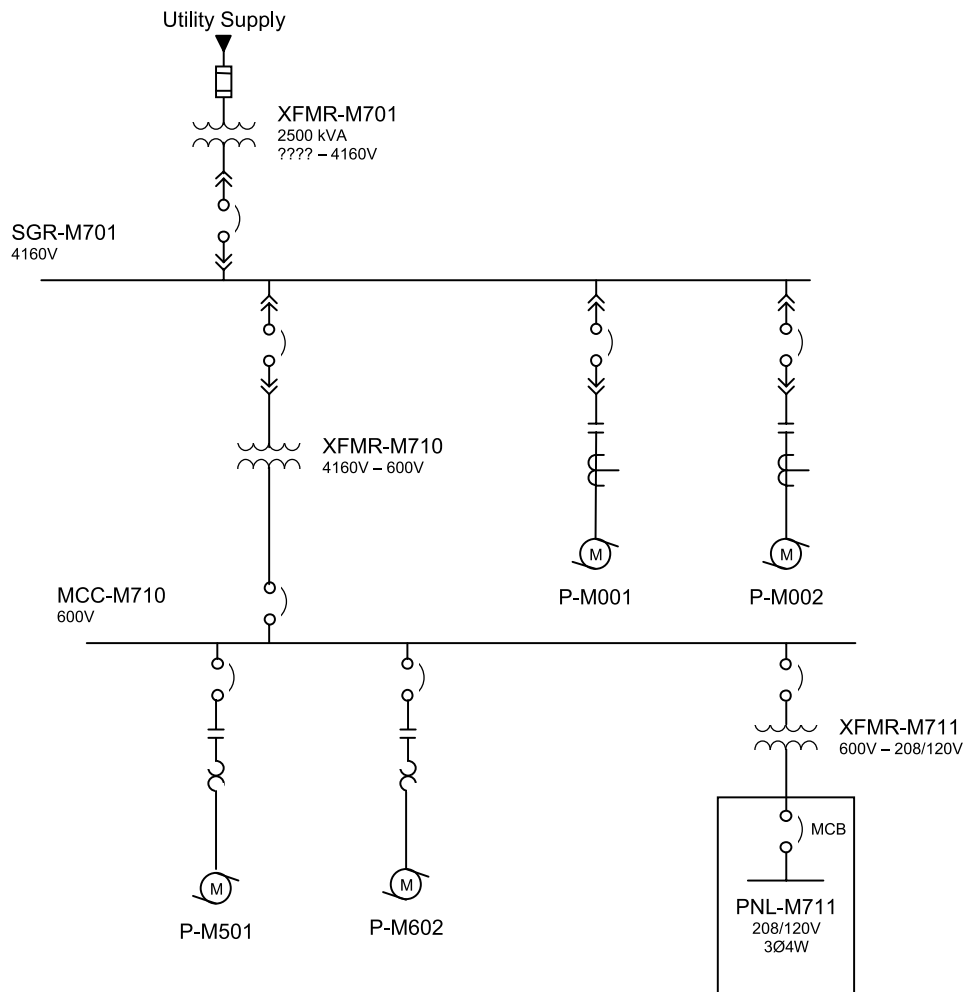 Utility Supply
XFMR-M701
2500 kVA
???? – 4160V
SGR-M701
4160V
XFMR-M710
4160V – 600V
M
M
P-M001
P-M002
MCC-M710
600V
XFMR-M711
600V – 208/120V
MCB
M
M
P-M501
P-M602
PNL-M711
208/120V
3Ø4W